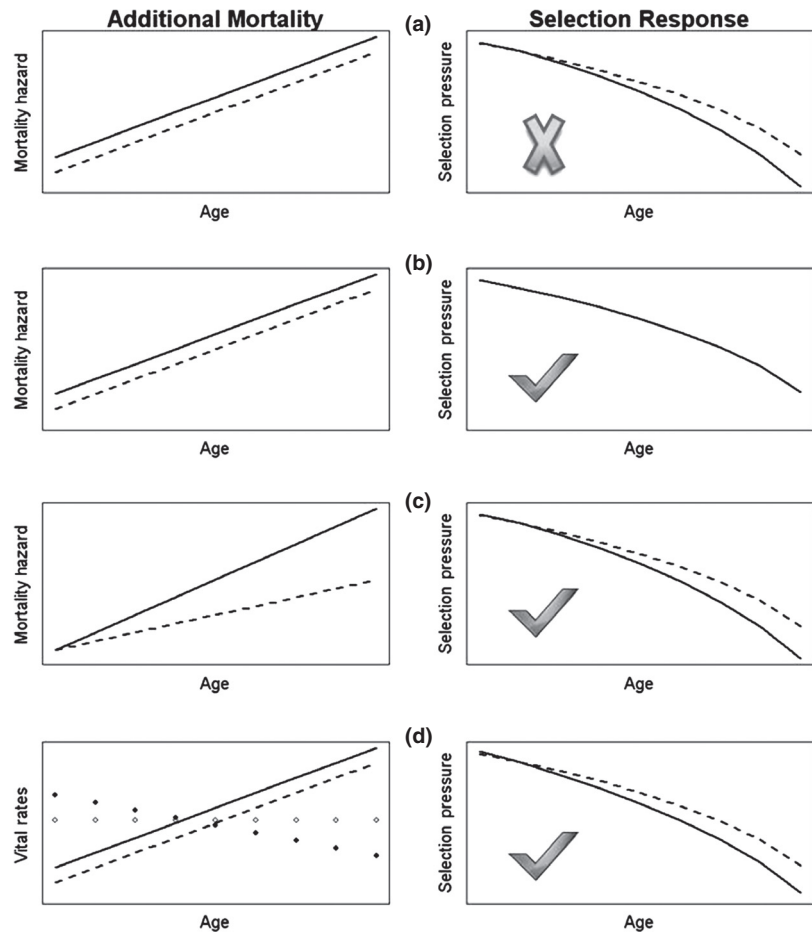 Additional Mortality
(a)
Selection Response
Mortality hazard
Age
Selection pressure
Age
(b)
Mortality hazard
Age
Selection pressure
Age
(c)
Mortality hazard
Age
Selection pressure
Age
(d)
Vital rates
Age
Selection pressure
Age